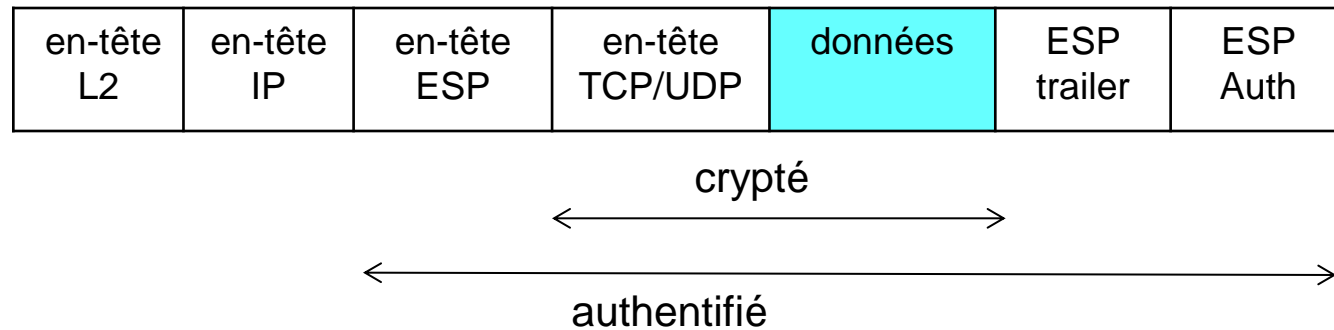 en-tête en-tête en-tête en-tête données ESP ESP
L2 IP ESP TCP/UDP trailer Auth
crypté
authentifié